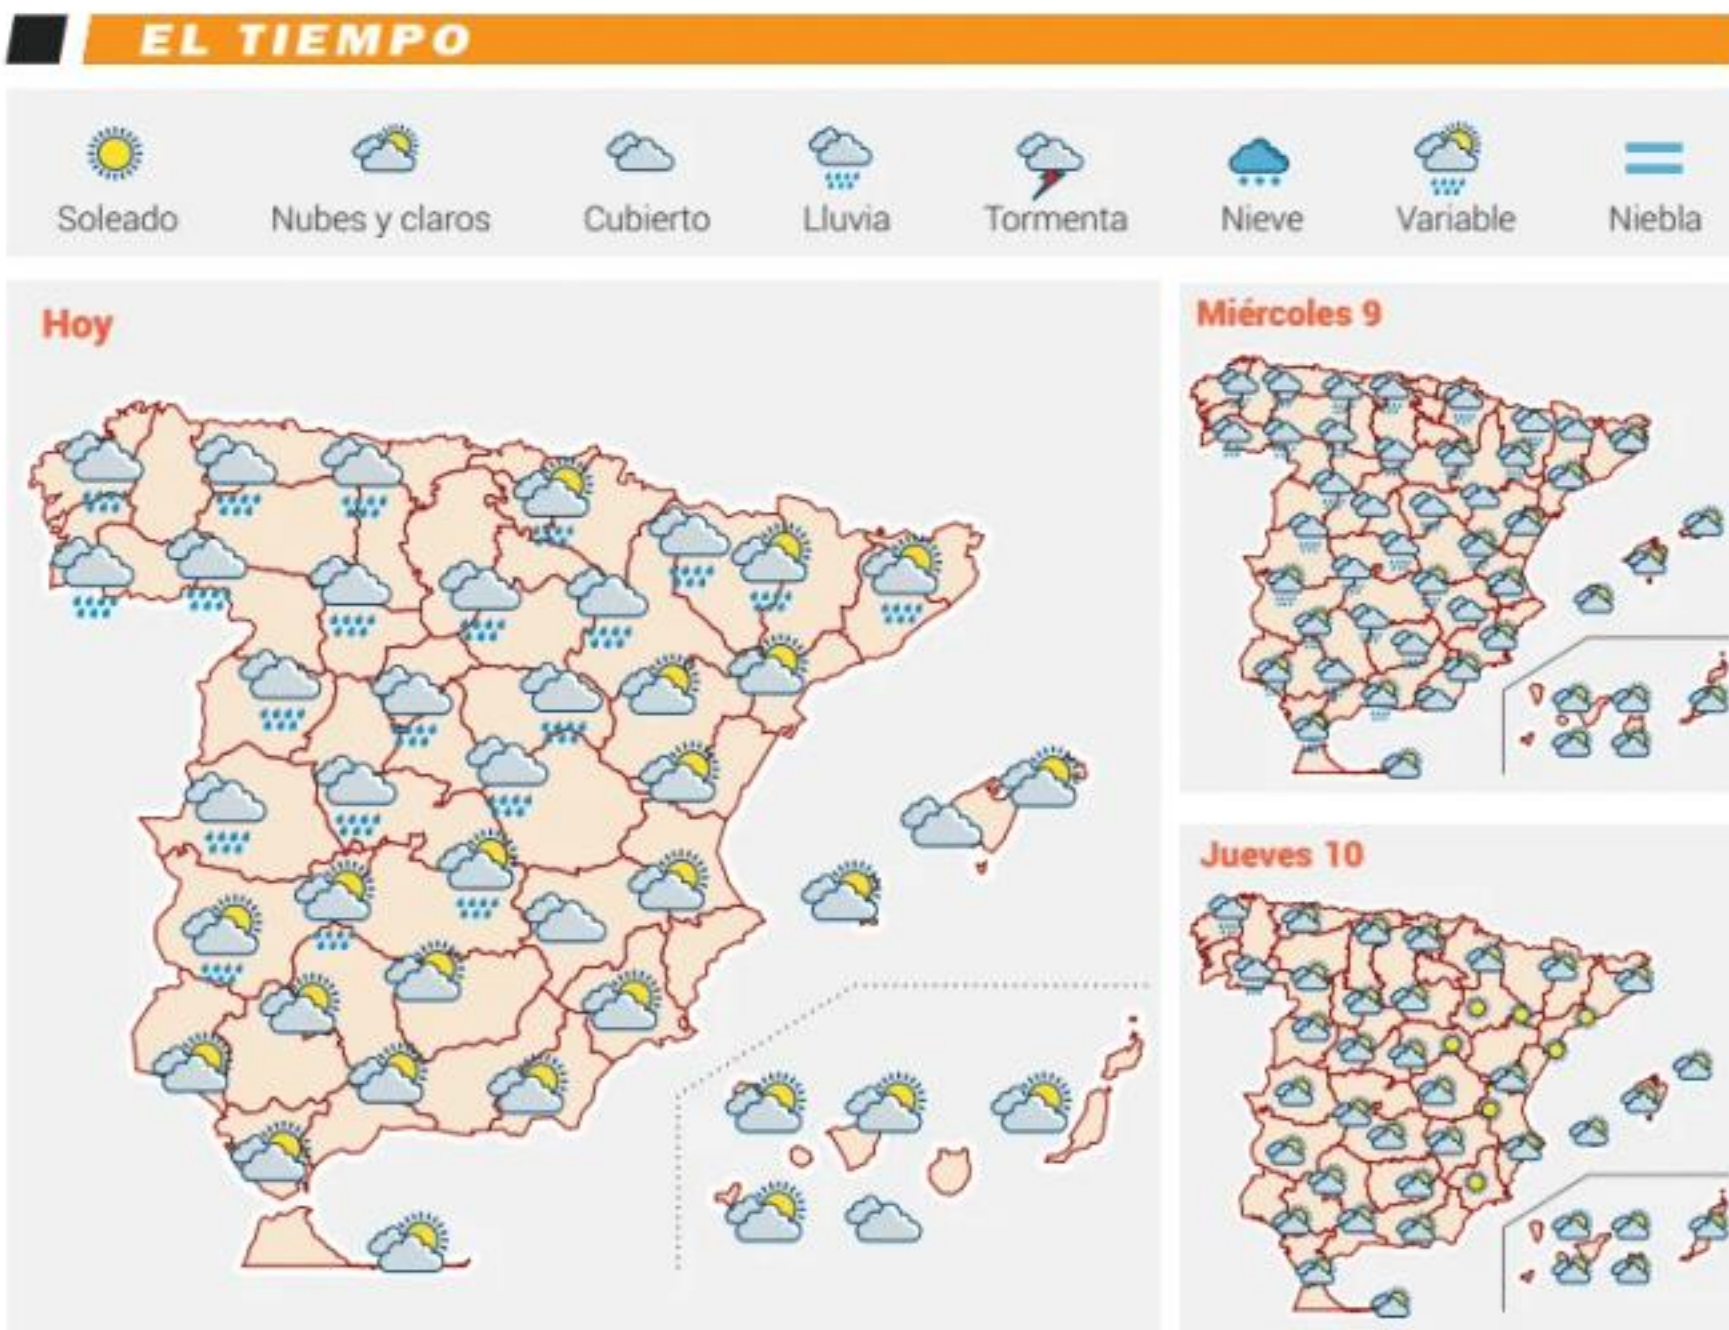 EL TIEMPO
Soleado
Nubes y claros
Cubierto
Lluvia
Tormenta
Nieve
Variable
Niebla
Hoy
Miércoles 9
Jueves 10